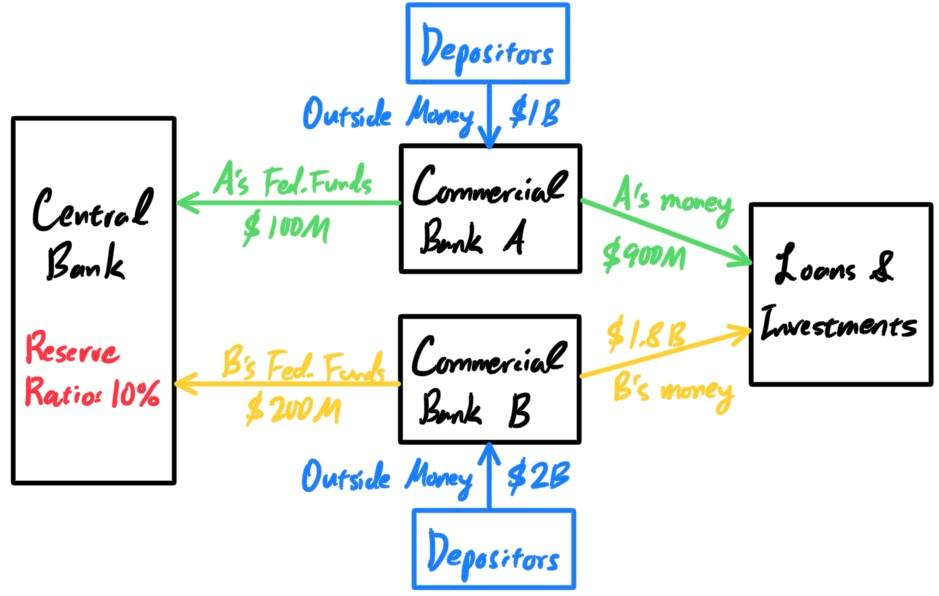 Depositors
Outside Money $1B
A's Fed. Funds
$100M
Commercial
Bank A
A's money
$900M
Central
Bank
Reserve
Ratio: 10%
Loans &
Investments
B's Fed. Funds
$200M
Commercial
Bank B
$1.8B
B's money
Outside Money $2B
Depositors